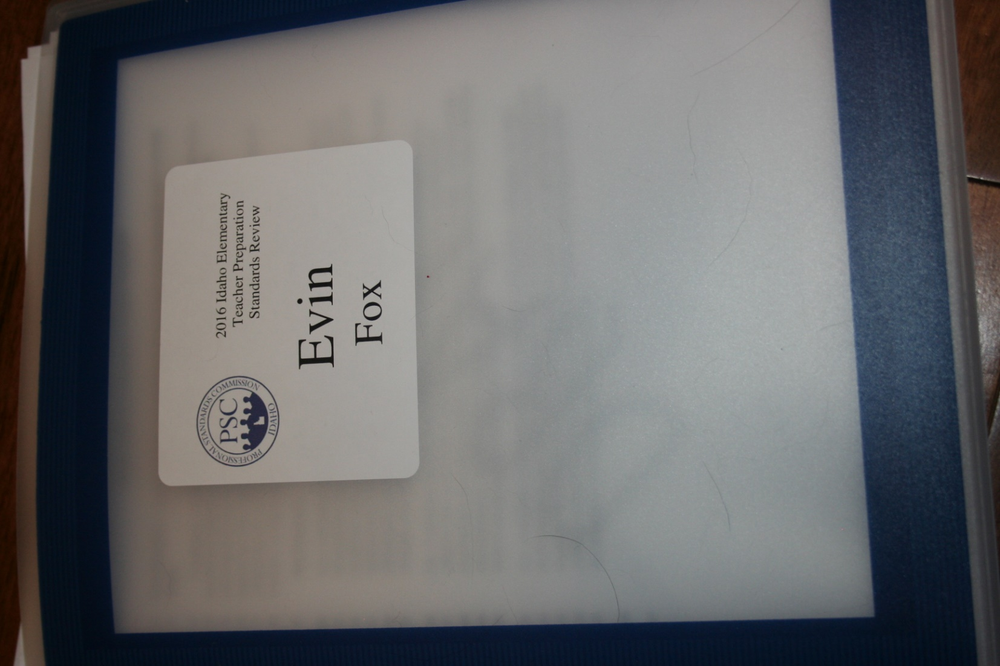 PROFESSIONAL STANDARDS COMMISSION
PSC
IDAHO
2016 Idaho Elementary
Teacher Preparation
Standards Review
Evin
Fox